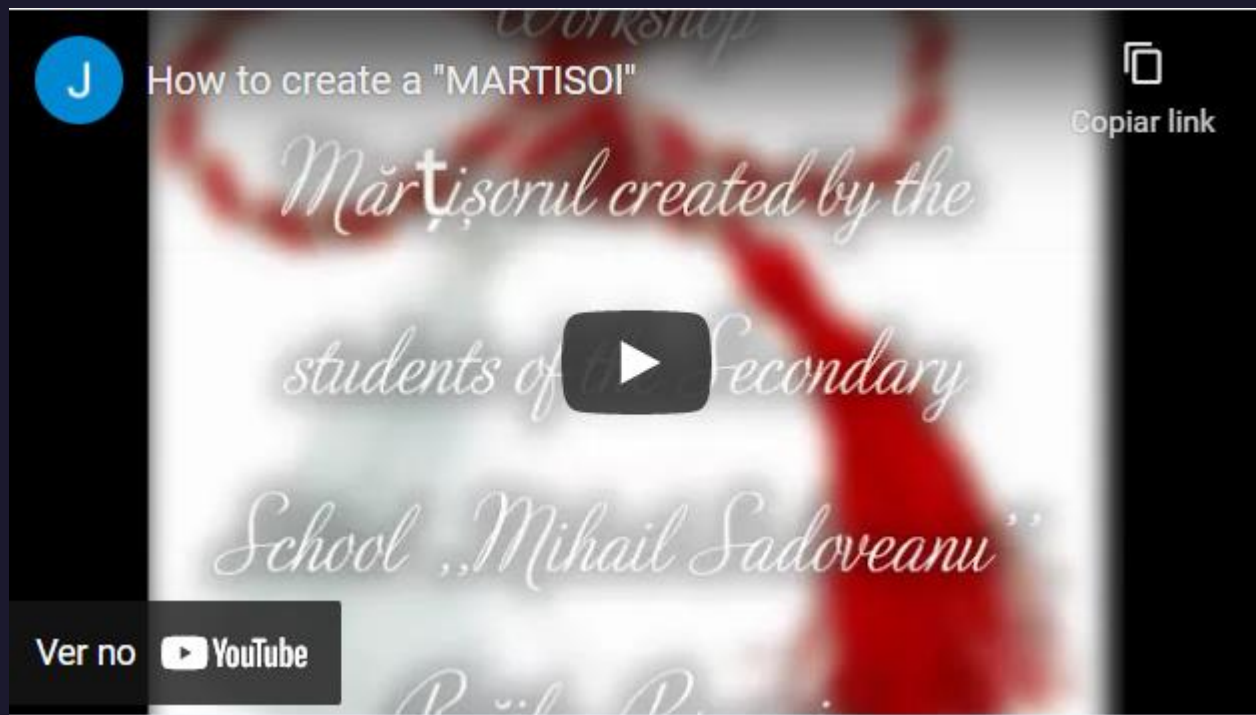 Workshop
J
How to create a "MARTISOl"
Copiar link
Mărțișorul created by the
students of the Secondary
School ,,Mihail Sadoveanu’’
Ver no YouTube